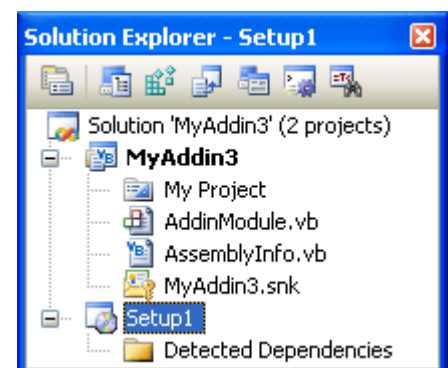 Solution Explorer - Setup1
Solution 'MyAddin3' (2 projects)
MyAddin3
My Project
AddinModule.vb
AssemblyInfo.vb
MyAddin3.snk
Setup1
Detected Dependencies